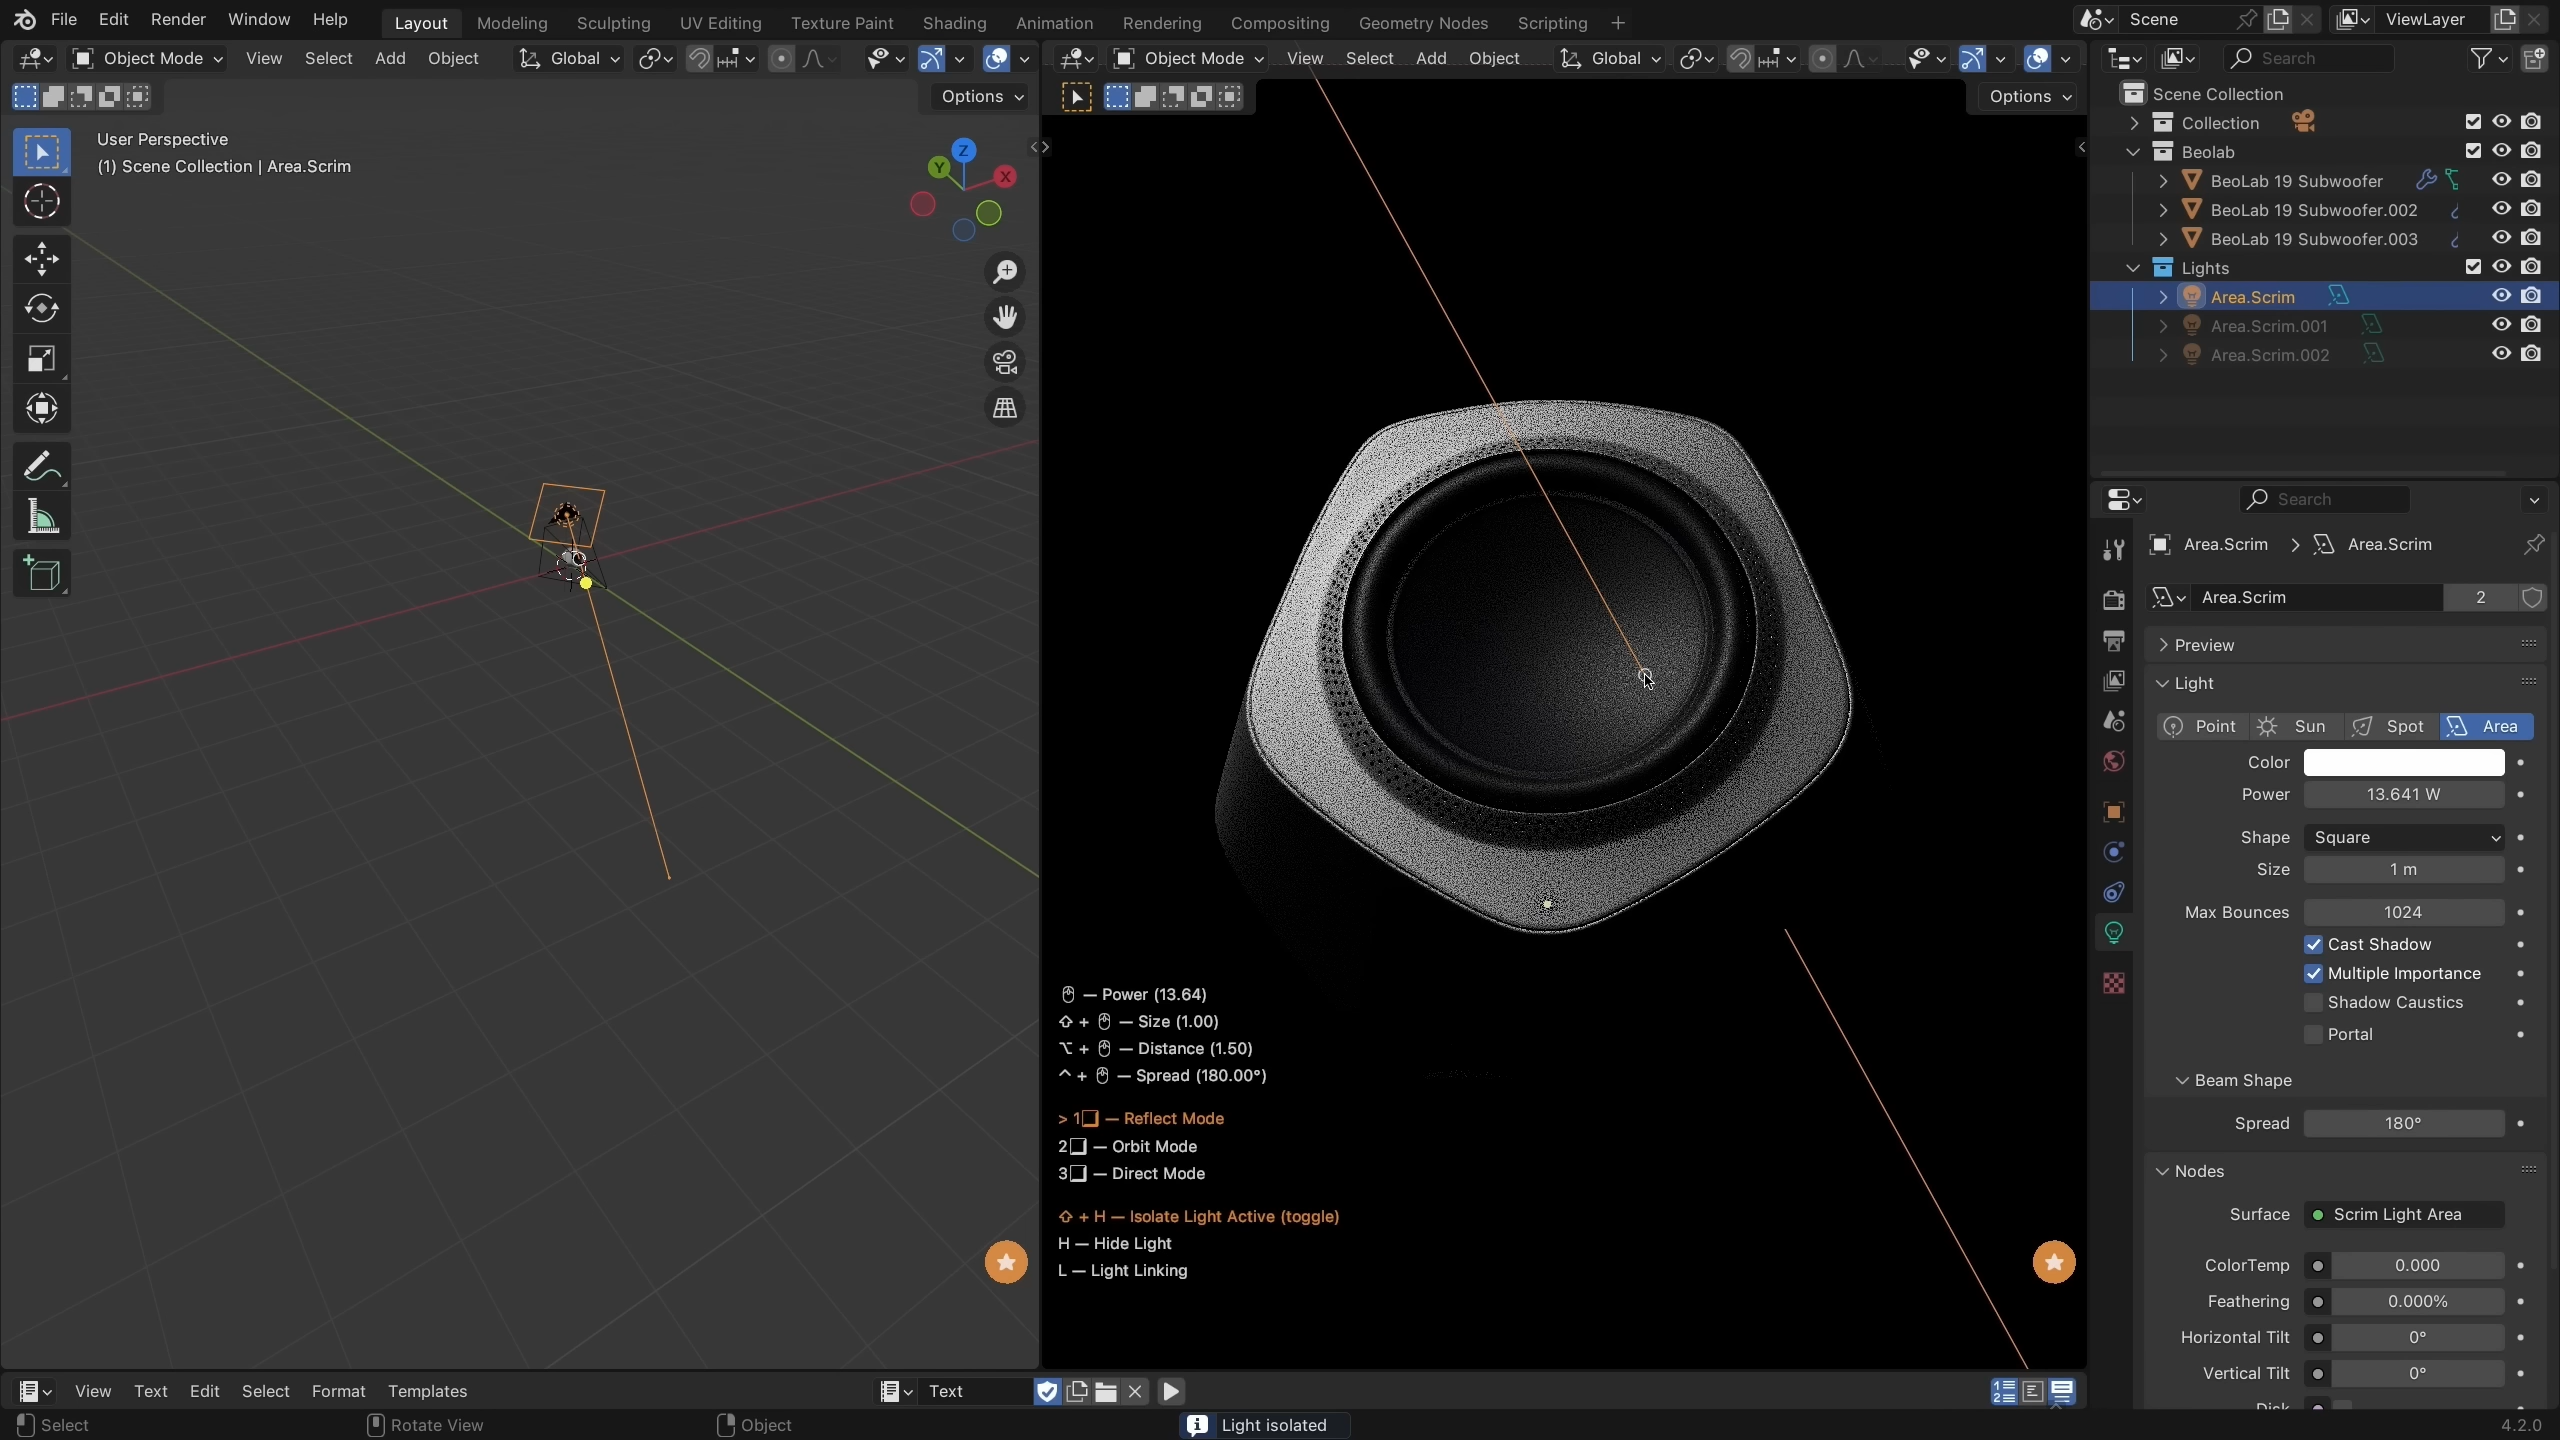 File Edit Render Window Help
Layout Modeling Sculpting UV Editing Texture Paint Shading Animation Rendering Compositing Geometry Nodes Scripting +
Scene
ViewLayer
Object Mode View Select Add Object Global
Options
User Perspective
(1) Scene Collection | Area.Scrim
Z
Y
X
Object Mode View Select Add Object Global
Options
— Power (13.64)
⇧ + — Size (1.00)
⌥ + — Distance (1.50)
^ + — Spread (180.00°)
> 1 — Reflect Mode
2 — Orbit Mode
3 — Direct Mode
⇧ + H — Isolate Light Active (toggle)
H — Hide Light
L — Light Linking
Search
Scene Collection
Collection
Beolab
BeoLab 19 Subwoofer
BeoLab 19 Subwoofer.002
BeoLab 19 Subwoofer.003
Lights
Area.Scrim
Area.Scrim.001
Area.Scrim.002
Search
Area.Scrim > Area.Scrim
Area.Scrim 2
Preview
Light
Point Sun Spot Area
Color
Power 13.641 W
Shape Square
Size 1 m
Max Bounces 1024
Cast Shadow
Multiple Importance
Shadow Caustics
Portal
Beam Shape
Spread 180°
Nodes
Surface Scrim Light Area
ColorTemp 0.000
Feathering 0.000%
Horizontal Tilt 0°
Vertical Tilt 0°
View Text Edit Select Format Templates
Text
Select Rotate View Object
Light isolated
4.2.0